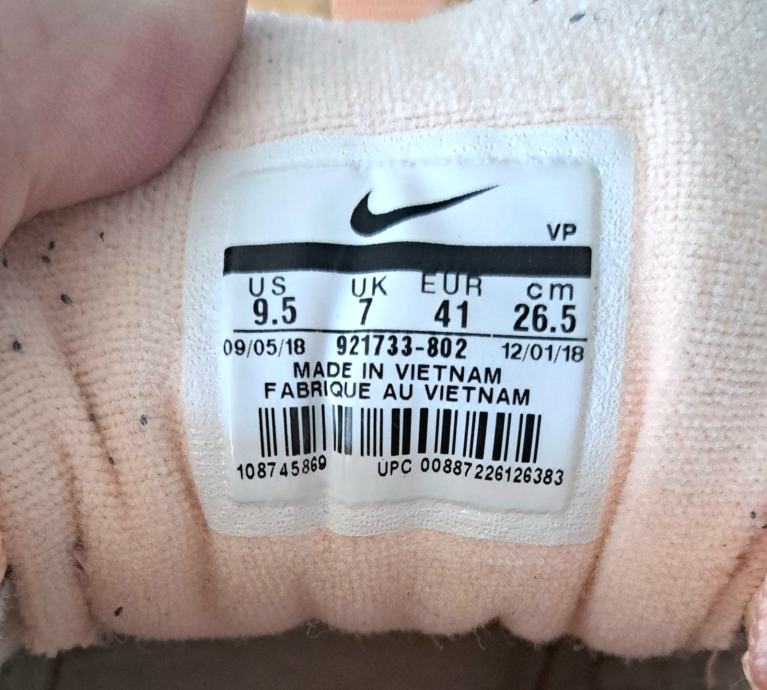 VP
US UK EUR cm
9.5 7 41 26.5
09/05/18 921733-802 12/01/18
MADE IN VIETNAM
FABRIQUE AU VIETNAM
108745869 UPC 00887226126383